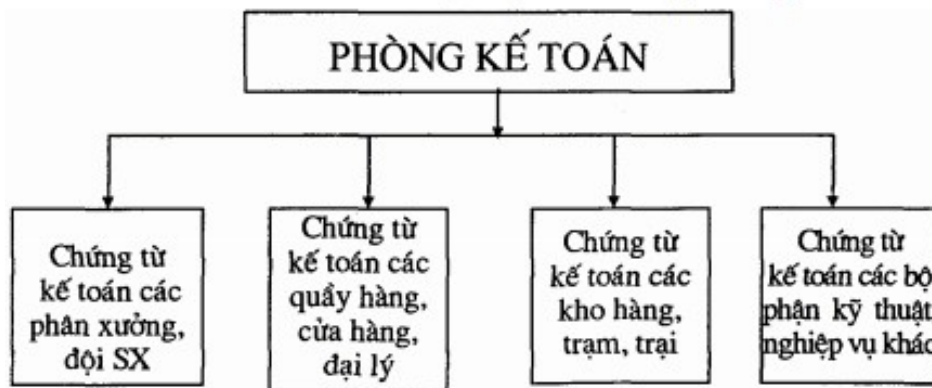 PHÒNG KẾ TOÁN
Chứng từ
kế toán các
phân xưởng,
đội SX
Chứng từ
kế toán các
quầy hàng,
cửa hàng,
đại lý
Chứng từ
kế toán các
kho hàng,
trạm, trại
Chứng từ
kế toán các bộ
phận kỹ thuật,
nghiệp vụ khác